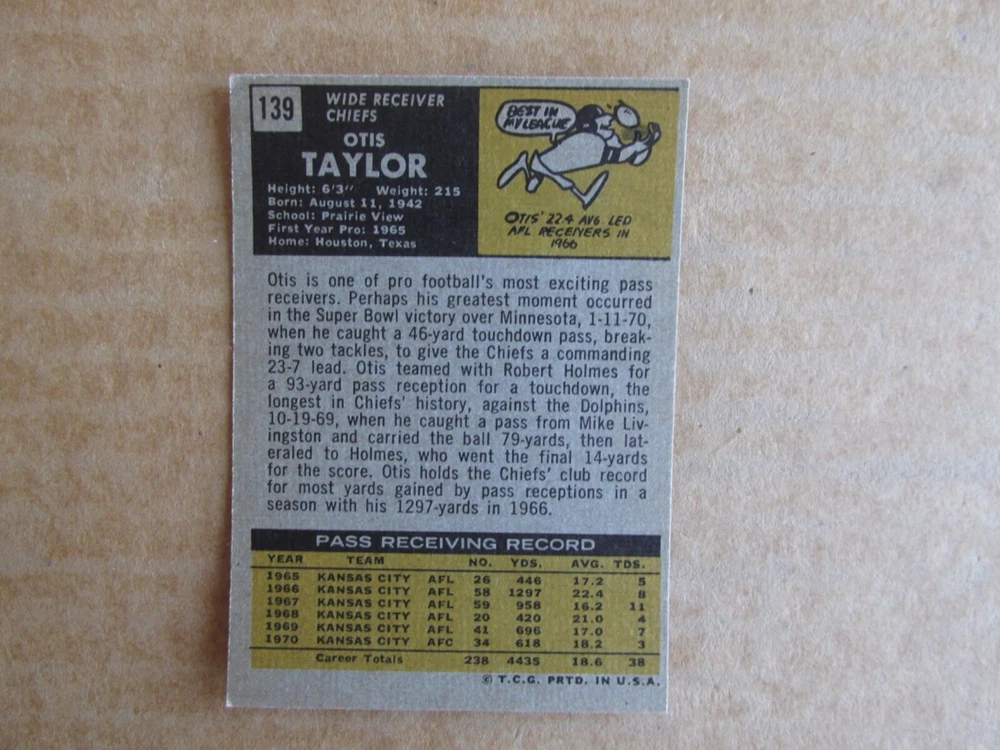 139
WIDE RECEIVER
CHIEFS
OTIS
TAYLOR
Height: 6'3" Weight: 215
Born: August 11, 1942
School: Prairie View
First Year Pro: 1965
Home: Houston, Texas
BEST IN
MY LEAGUE
OTIS' 22.4 AVG. LED
AFL RECEIVERS IN
1966
Otis is one of pro football's most exciting pass
receivers. Perhaps his greatest moment occurred
in the Super Bowl victory over Minnesota, 1-11-70,
when he caught a 46-yard touchdown pass, break-
ing two tackles, to give the Chiefs a commanding
23-7 lead. Otis teamed with Robert Holmes for
a 93-yard pass reception for a touchdown, the
longest in Chiefs' history, against the Dolphins,
10-19-69, when he caught a pass from Mike Liv-
ingston and carried the ball 79-yards, then lat-
eraled to Holmes, who went the final 14-yards
for the score. Otis holds the Chiefs' club record
for most yards gained by pass receptions in a
season with his 1297-yards in 1966.
PASS RECEIVING RECORD
YEAR TEAM NO. YDS. AVG. TDS.
1965 KANSAS CITY AFL 26 446 17.2 5
1966 KANSAS CITY AFL 58 1297 22.4 8
1967 KANSAS CITY AFL 59 958 16.2 11
1968 KANSAS CITY AFL 20 420 21.0 4
1969 KANSAS CITY AFL 41 696 17.0 7
1970 KANSAS CITY AFC 34 618 18.2 3
Career Totals 238 4435 18.6 38
© T.C.G. PRTD. IN U.S.A.